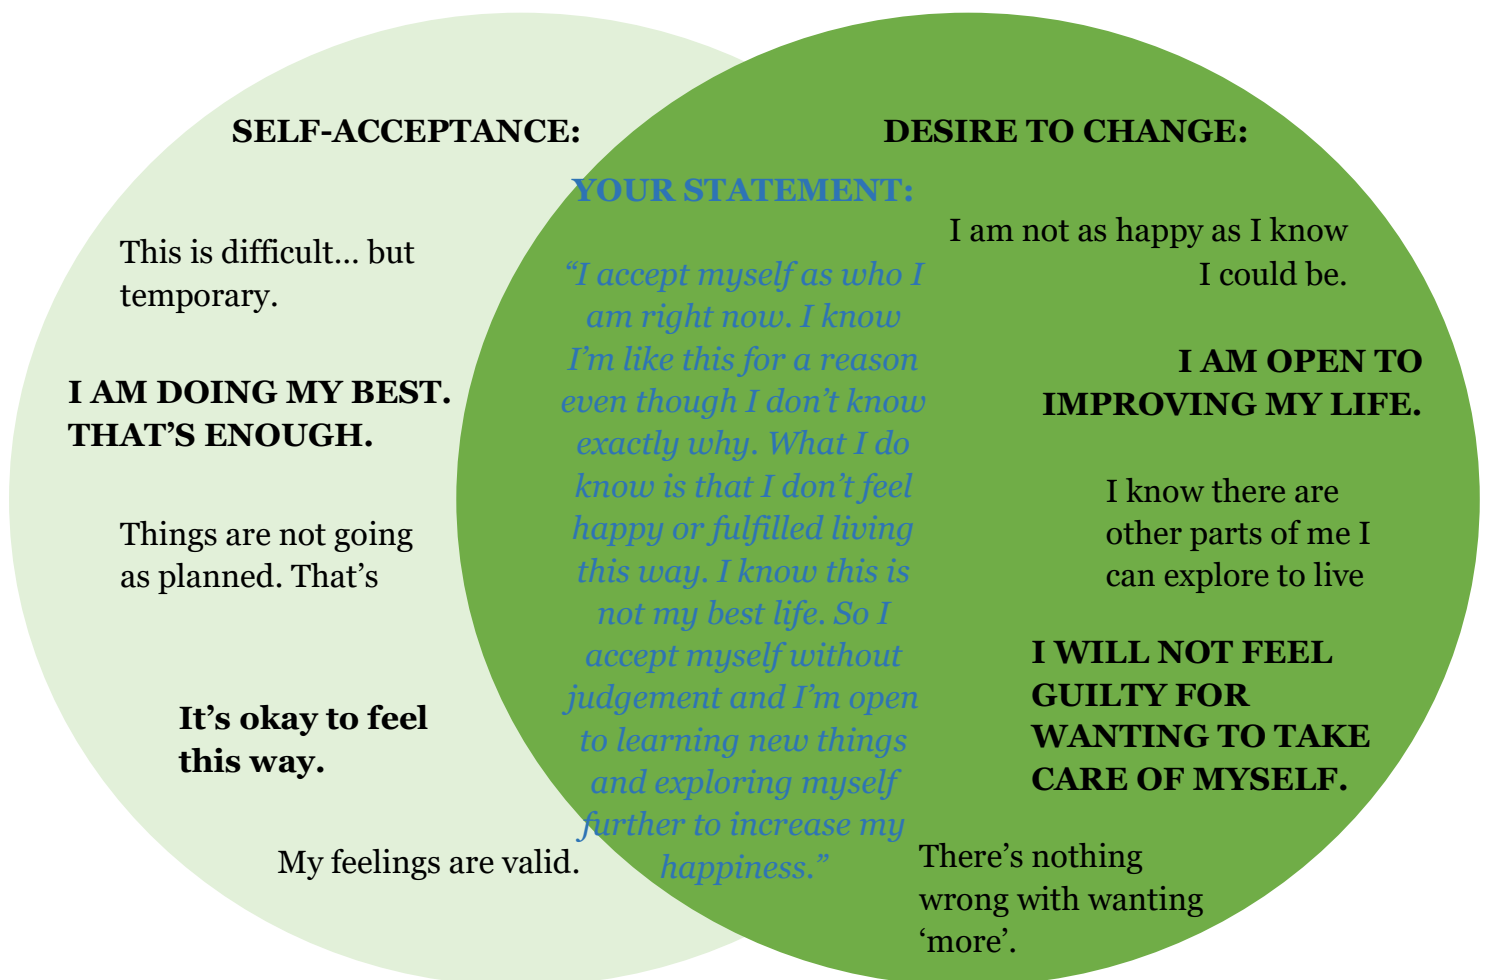 SELF-ACCEPTANCE:
This is difficult... but
temporary.
I AM DOING MY BEST.
THAT'S ENOUGH.
Things are not going
as planned. That's
It's okay to feel
this way.
My feelings are valid.
YOUR STATEMENT:
“I accept myself as who I
am right now. I know
I'm like this for a reason
even though I don't know
exactly why. What I do
know is that I don't feel
happy or fulfilled living
this way. I know this is
not my best life. So I
accept myself without
judgement and I'm open
to learning new things
and exploring myself
further to increase my
happiness.”
DESIRE TO CHANGE:
I am not as happy as I know
I could be.
I AM OPEN TO
IMPROVING MY LIFE.
I know there are
other parts of me I
can explore to live
I WILL NOT FEEL
GUILTY FOR
WANTING TO TAKE
CARE OF MYSELF.
There's nothing
wrong with wanting
‘more’.